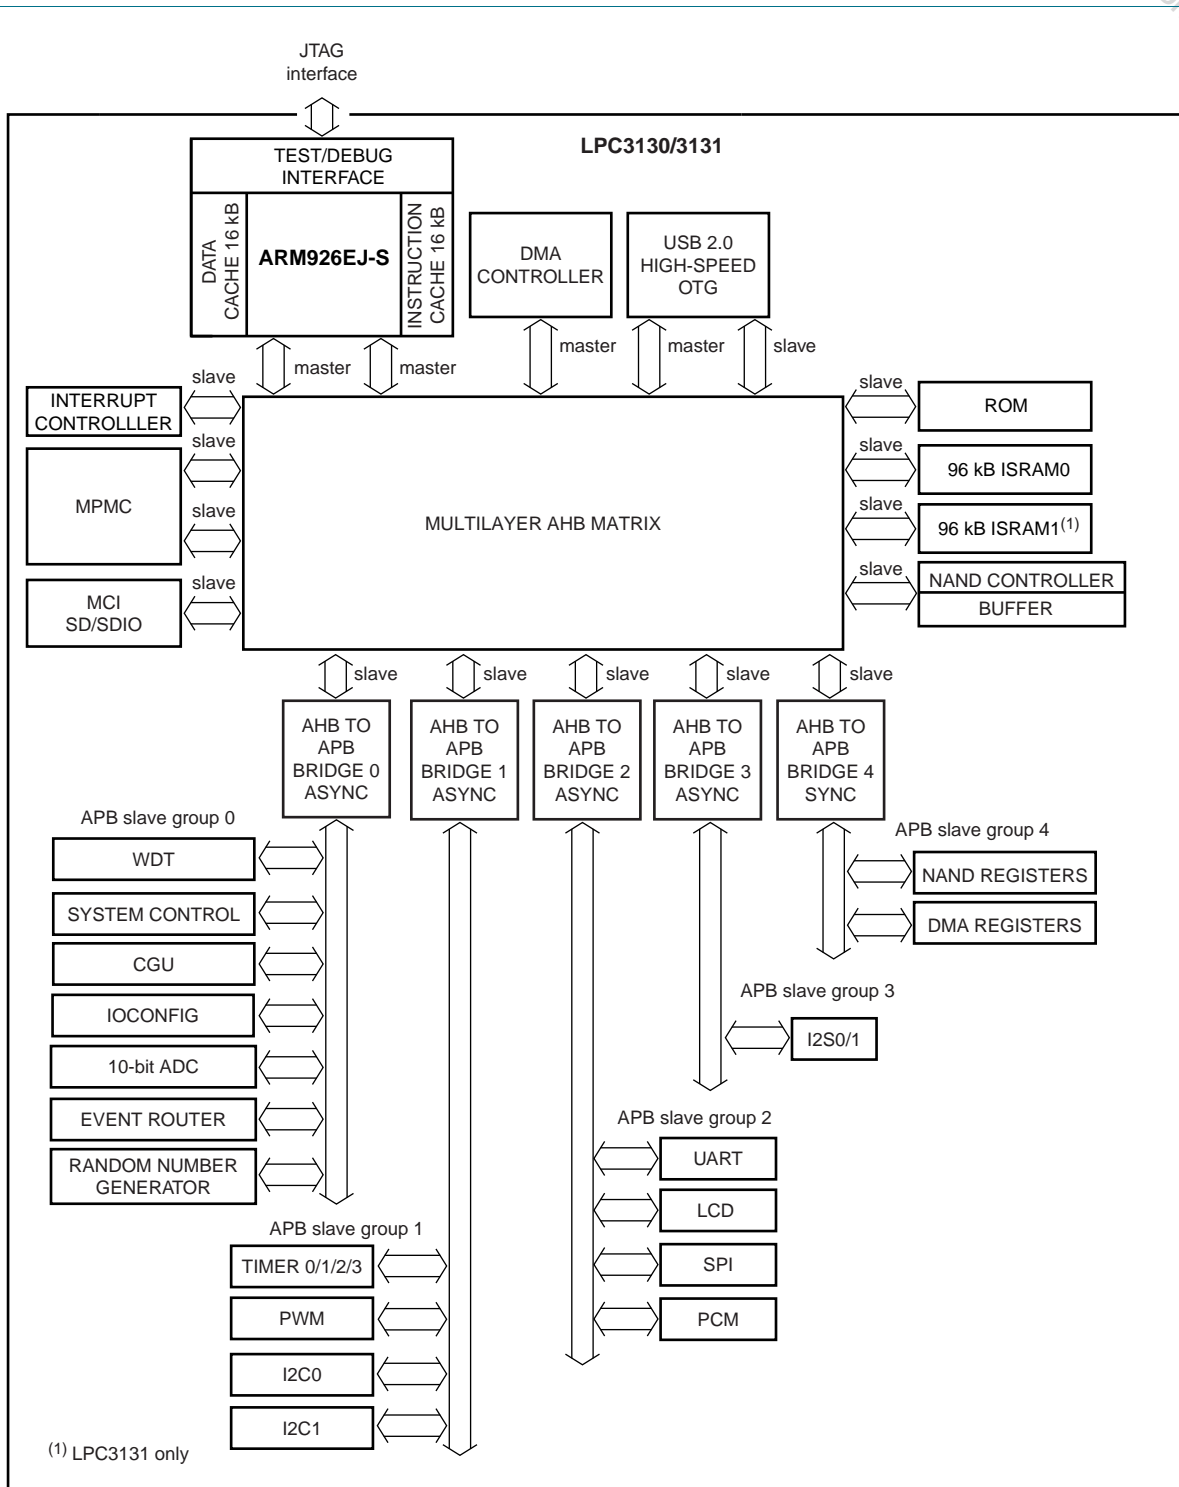 JTAG
interface
LPC3130/3131
TEST/DEBUG
INTERFACE
DATA
CACHE 16 kB
ARM926EJ-S
INSTRUCTION
CACHE 16 kB
DMA
CONTROLLER
USB 2.0
HIGH-SPEED
OTG
master
master
master
master
slave
slave
INTERRUPT
CONTROLLLER
slave
MPMC
slave
slave
MCI
SD/SDIO
MULTILAYER AHB MATRIX
slave
ROM
slave
96 kB ISRAM0
slave
96 kB ISRAM1(1)
slave
NAND CONTROLLER
BUFFER
slave
slave
slave
slave
slave
AHB TO
APB
BRIDGE 0
ASYNC
AHB TO
APB
BRIDGE 1
ASYNC
AHB TO
APB
BRIDGE 2
ASYNC
AHB TO
APB
BRIDGE 3
ASYNC
AHB TO
APB
BRIDGE 4
SYNC
APB slave group 0
WDT
SYSTEM CONTROL
CGU
IOCONFIG
10-bit ADC
EVENT ROUTER
RANDOM NUMBER
GENERATOR
APB slave group 4
NAND REGISTERS
DMA REGISTERS
APB slave group 3
I2S0/1
APB slave group 2
UART
LCD
SPI
PCM
APB slave group 1
TIMER 0/1/2/3
PWM
I2C0
I2C1
(1) LPC3131 only